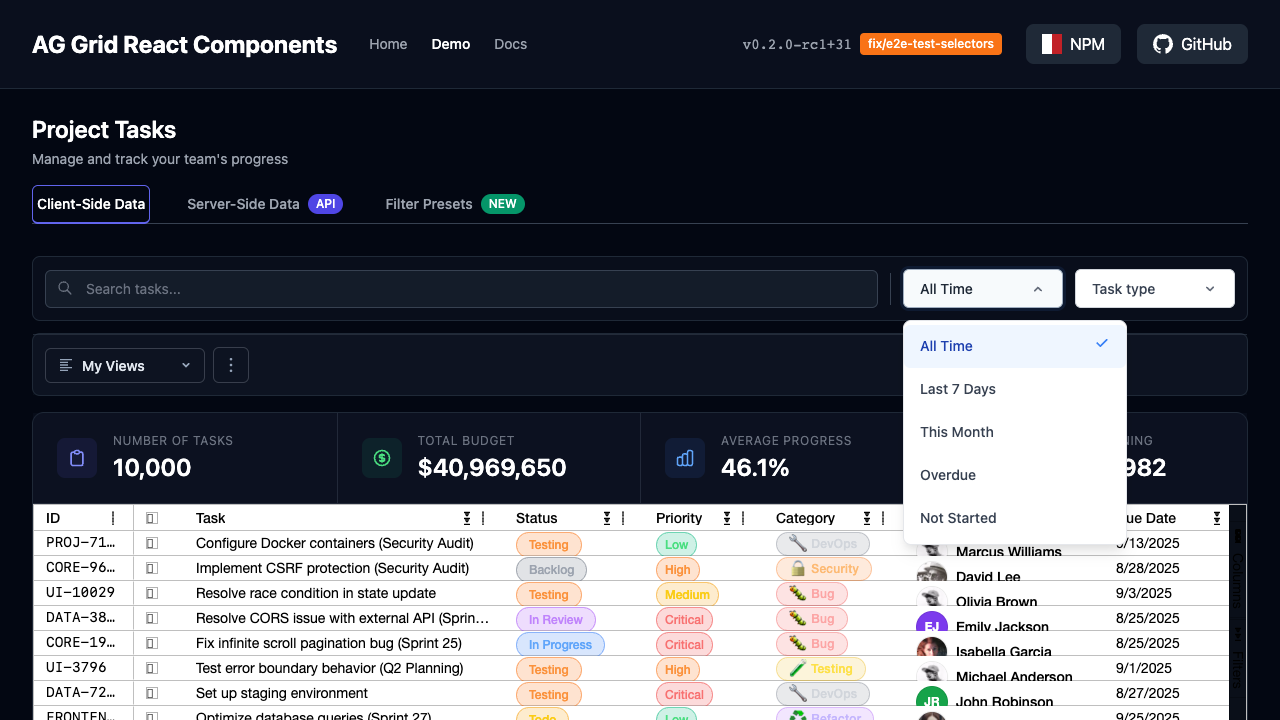 AG Grid React Components
Home
Demo
Docs
v0.2.0-rc1+31
fix/e2e-test-selectors
NPM
GitHub
Project Tasks
Manage and track your team's progress
Client-Side Data
Server-Side Data API
Filter Presets NEW
Search tasks...
All Time
Task type
All Time
Last 7 Days
This Month
Overdue
Not Started
My Views
NUMBER OF TASKS
10,000
TOTAL BUDGET
$40,969,650
AVERAGE PROGRESS
46.1%
982
ID Task Status Priority Category Due Date
PROJ-71… Configure Docker containers (Security Audit) Testing Low DevOps Marcus Williams /13/2025
CORE-96… Implement CSRF protection (Security Audit) Backlog High Security David Lee 8/28/2025
UI-10029 Resolve race condition in state update Testing Medium Bug Olivia Brown 9/3/2025
DATA-38… Resolve CORS issue with external API (Sprin… In Review Critical Bug EJ Emily Jackson 8/25/2025
CORE-19… Fix infinite scroll pagination bug (Sprint 25) In Progress Critical Bug Isabella Garcia 8/25/2025
UI-3796 Test error boundary behavior (Q2 Planning) Testing High Testing Michael Anderson 9/1/2025
DATA-72… Set up staging environment Testing Critical DevOps JR John Robinson 8/27/2025
FRONTEN… Optimize database queries (Sprint 27) Todo Low Refactor 9/25/2025
Columns
Filters